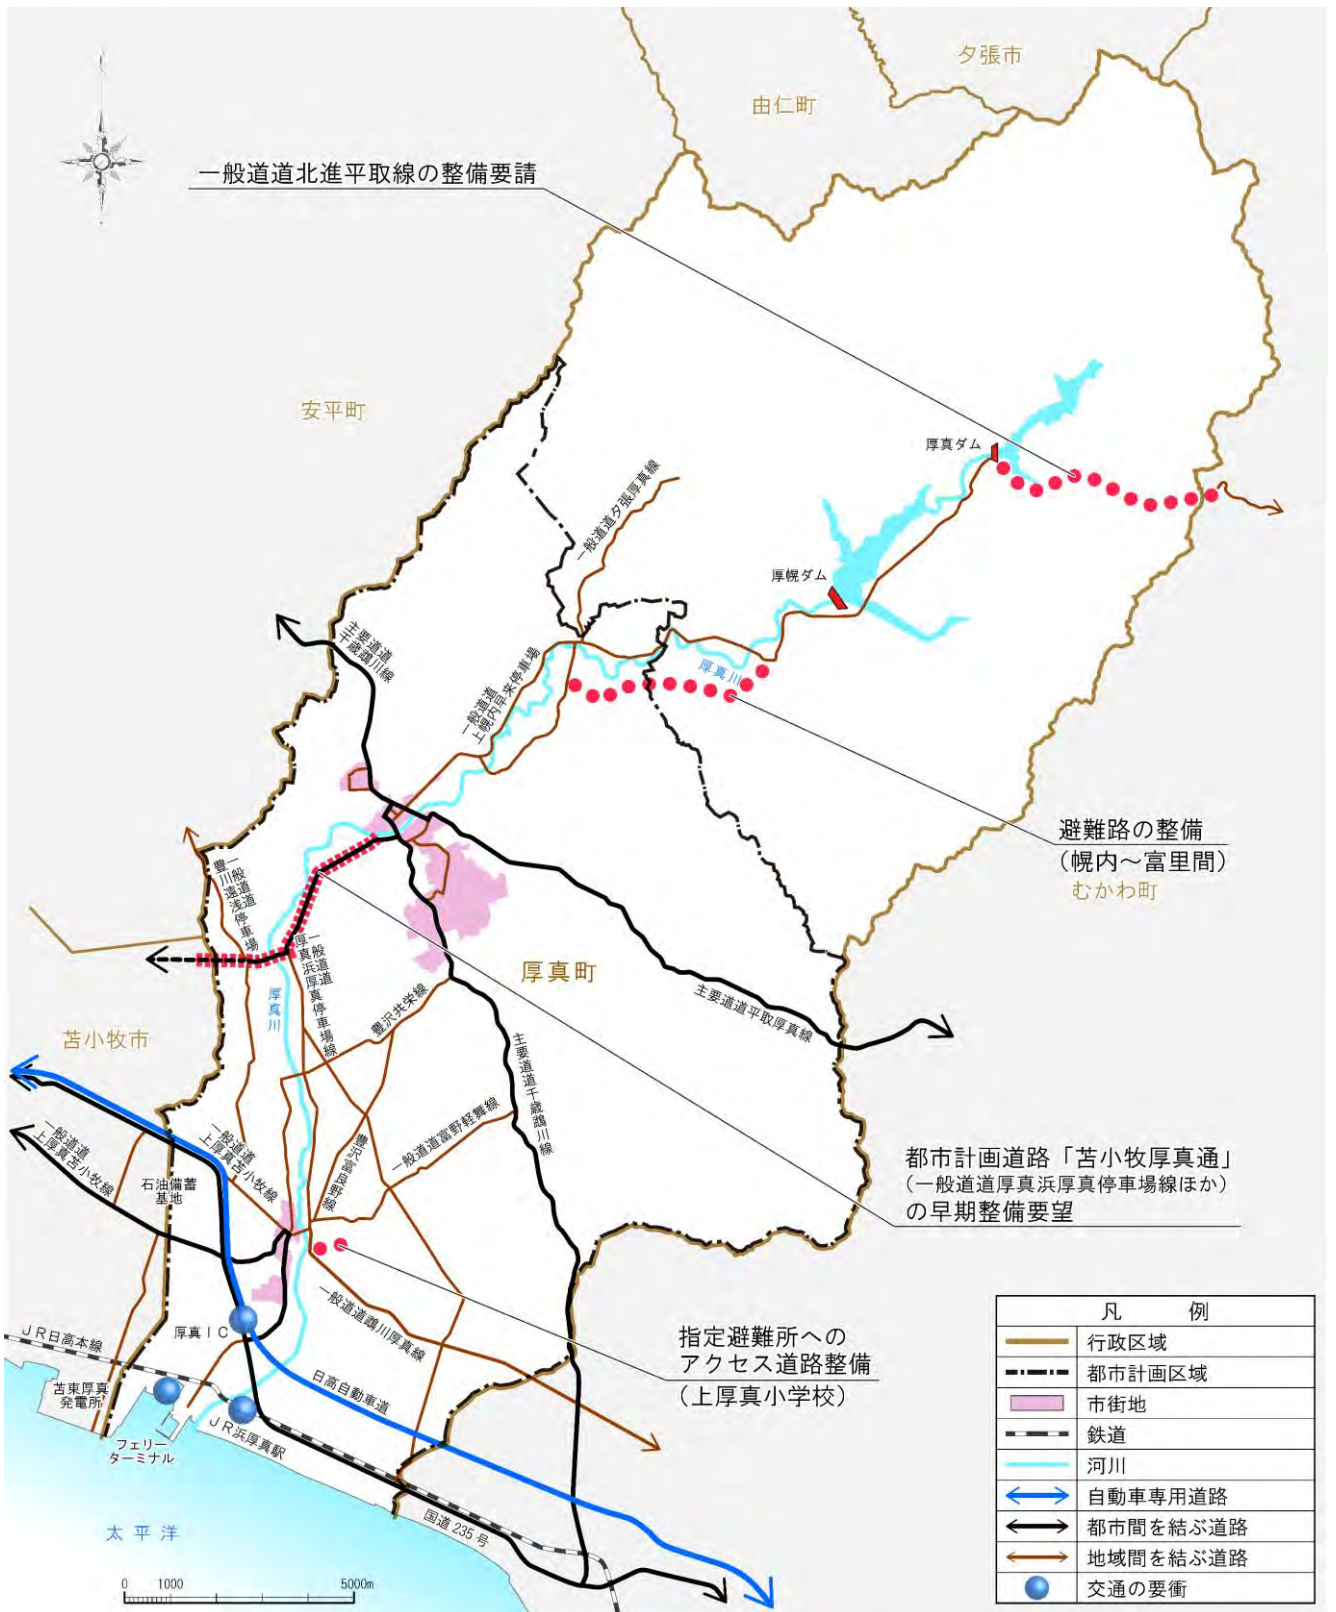 夕張市
由仁町
一般道道北進平取線の整備要請
安平町
厚真ダム
一般道道夕張厚真線
厚幌ダム
主要道道
千歳鵡川線
一般道道
上幌内早来停車場
厚真川
避難路の整備
(幌内～富里間)
むかわ町
一般道道
豊川遠浅停車場
一般道道
厚真浜厚真停車場線
厚真町
厚真川
豊沢共栄線
主要道道平取厚真線
苫小牧市
主要道道千歳鵡川線
一般道道
上厚真苫小牧線
一般道道
上厚真苫小牧線
豊沢富良野線
一般道道富野軽舞線
都市計画道路「苫小牧厚真通」
(一般道道厚真浜厚真停車場線ほか)
の早期整備要望
石油備蓄
基地
一般道道鵡川厚真線
指定避難所への
アクセス道路整備
(上厚真小学校)
厚真IC
JR日高本線
日高自動車道
苫東厚真
発電所
フェリー
ターミナル
JR浜厚真駅
国道235号
太平洋
0 1000 5000m
凡 例
行政区域
都市計画区域
市街地
鉄道
河川
自動車専用道路
都市間を結ぶ道路
地域間を結ぶ道路
交通の要衝